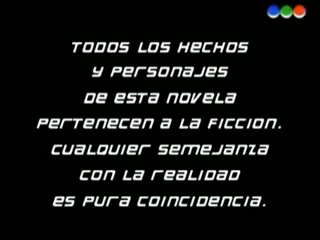 TODOS LOS HECHOS
Y PERSONAJES
DE ESTA NOVELA
PERTENECEN A LA FICCION.
CUALQUIER SEMEJANZA
CON LA REALIDAD
ES PURA COINCIDENCIA.